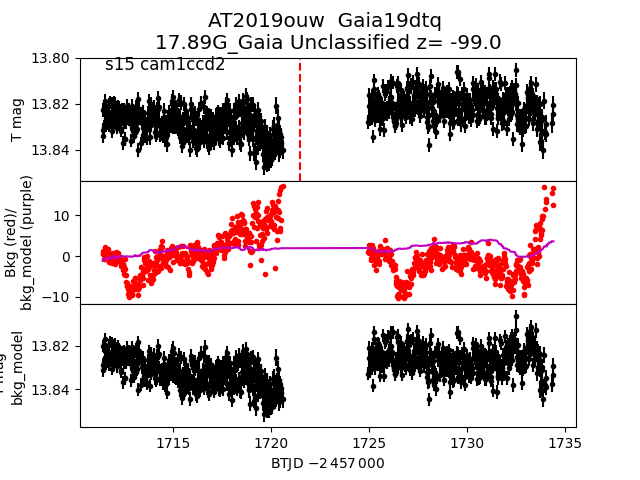 AT2019ouw Gaia19dtq
17.89G_Gaia Unclassified z= -99.0
s15 cam1ccd2
13.80
13.82
13.84
T mag
10
0
−10
Bkg (red)/
bkg_model (purple)
13.82
13.84
mag
bkg_model
1715
1720
1725
1730
1735
BTJD −2 457 000